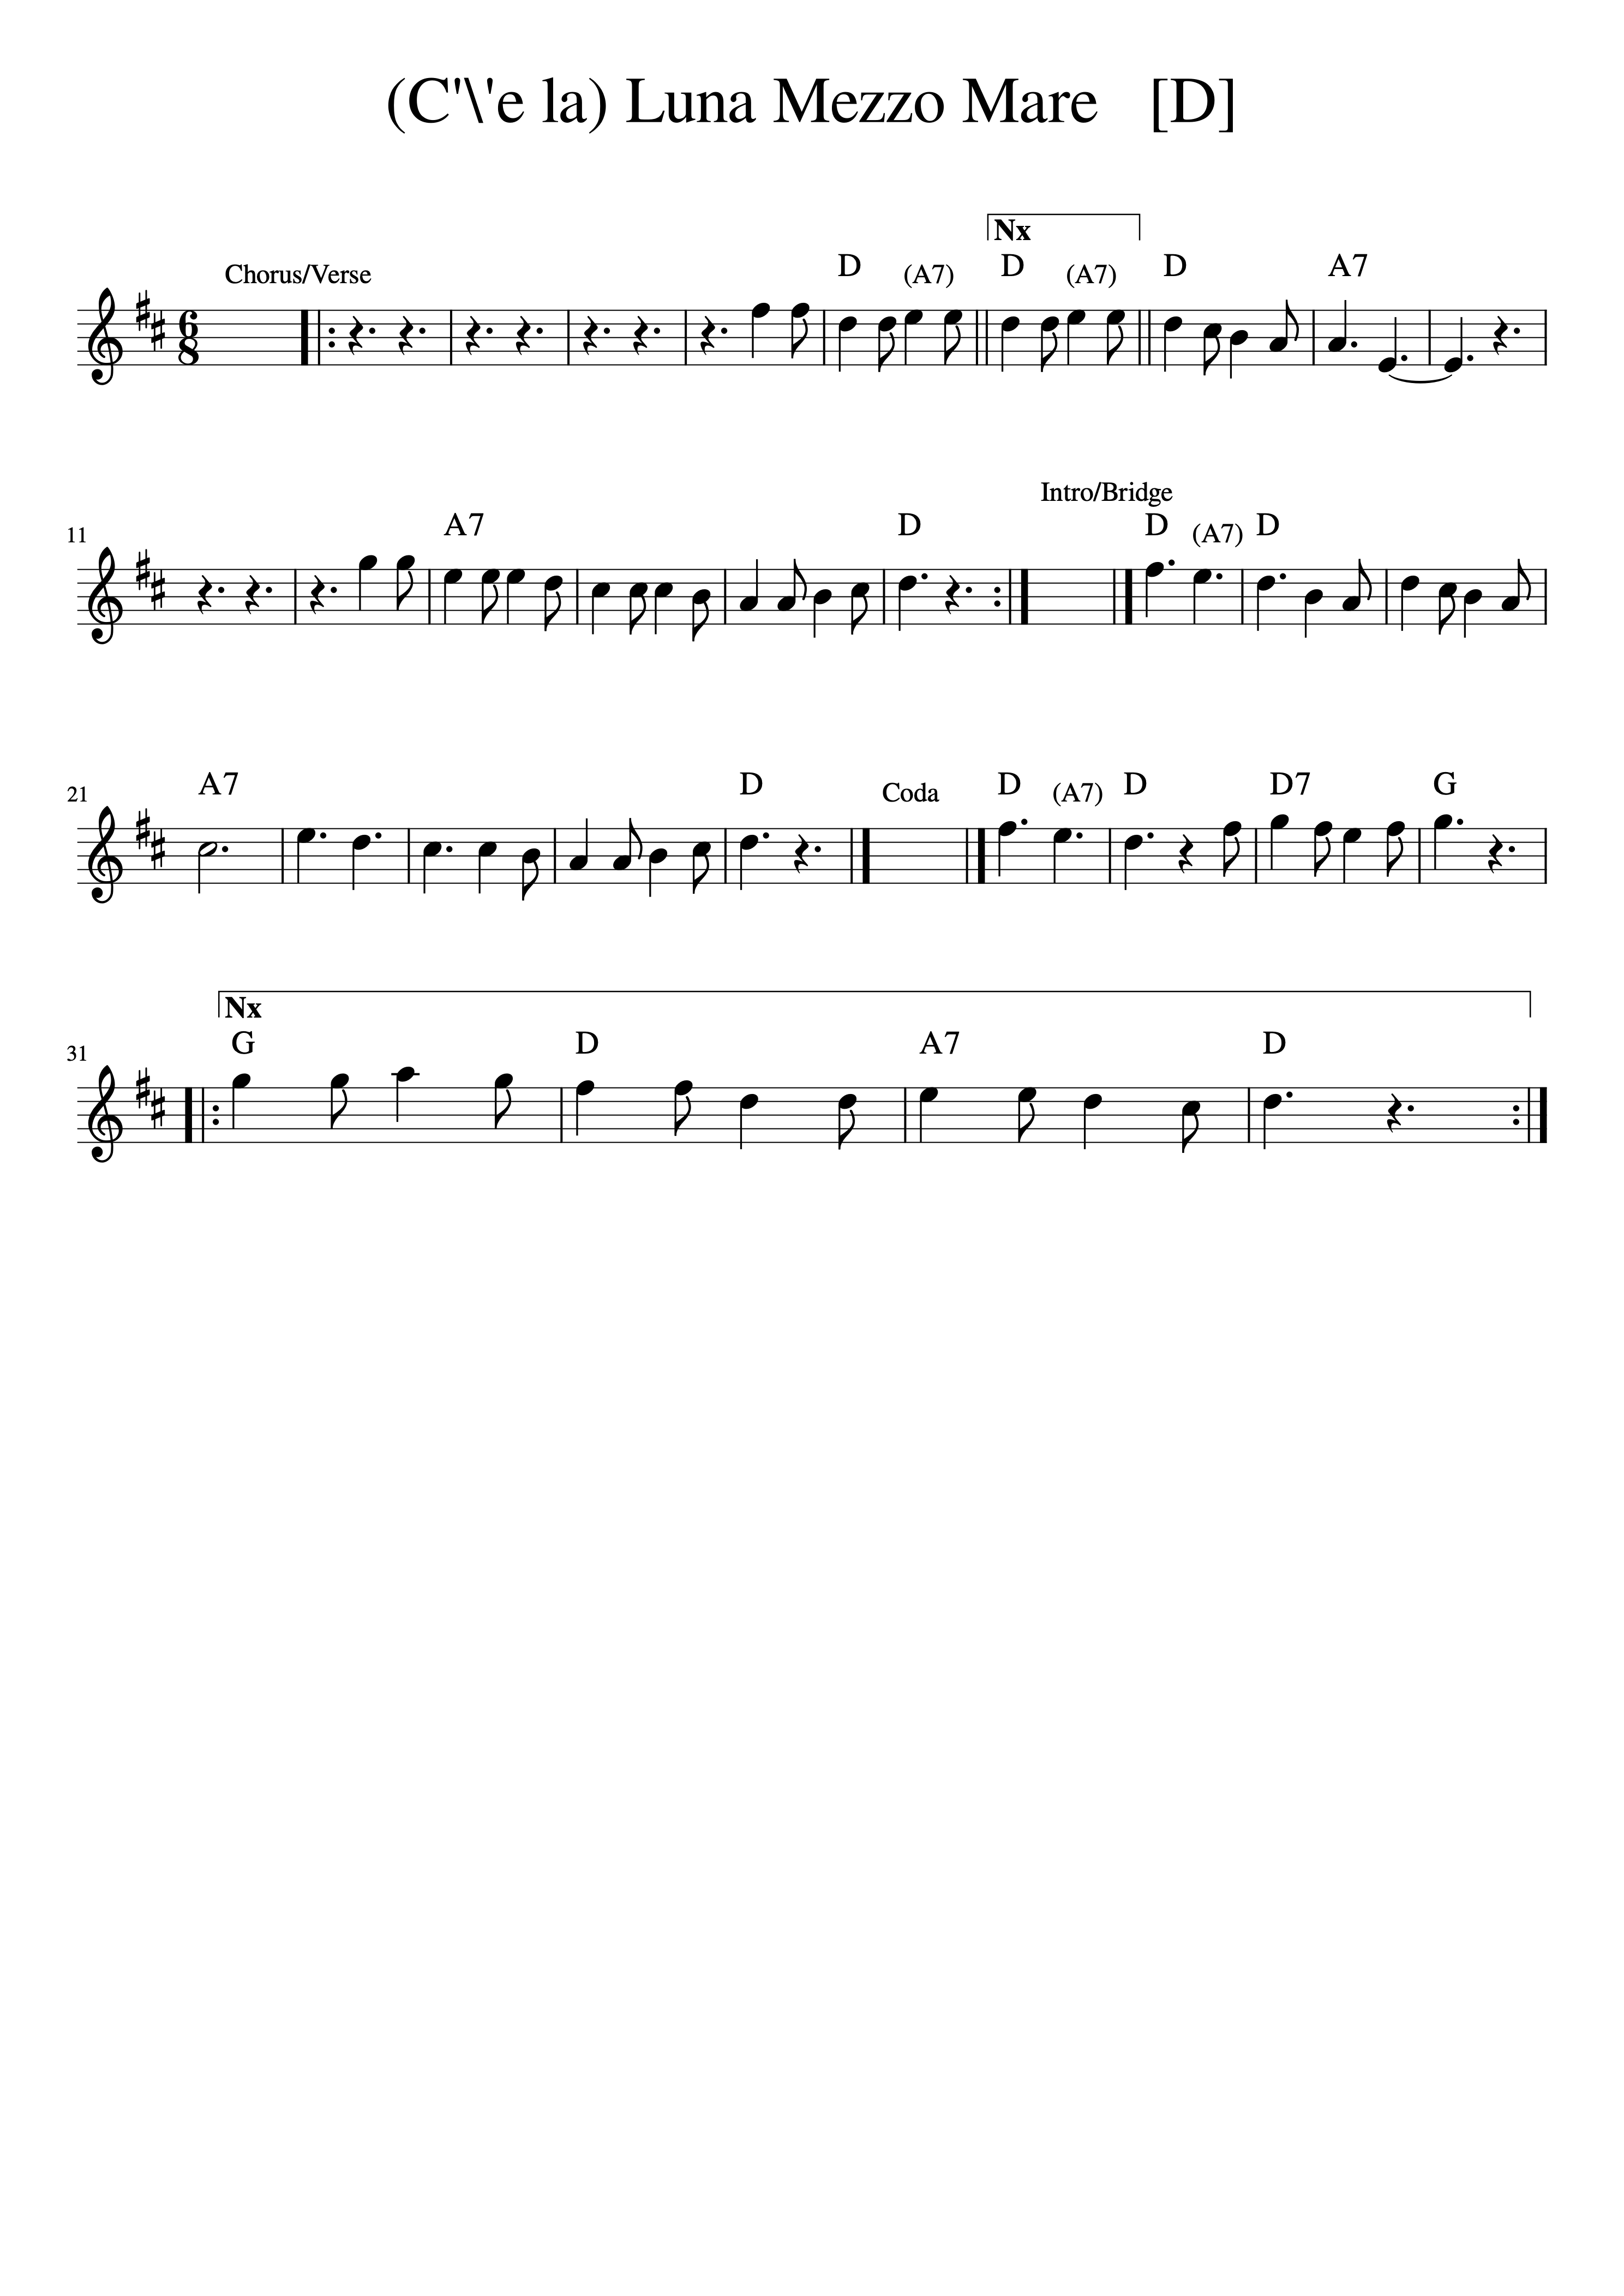 (C'\'e la) Luna Mezzo Mare [D]
Nx
Chorus/Verse D (A7) D (A7) D A7
6
8
Intro/Bridge
11 A7 D D (A7) D
21 A7 D Coda D (A7) D D7 G
Nx
31 G D A7 D